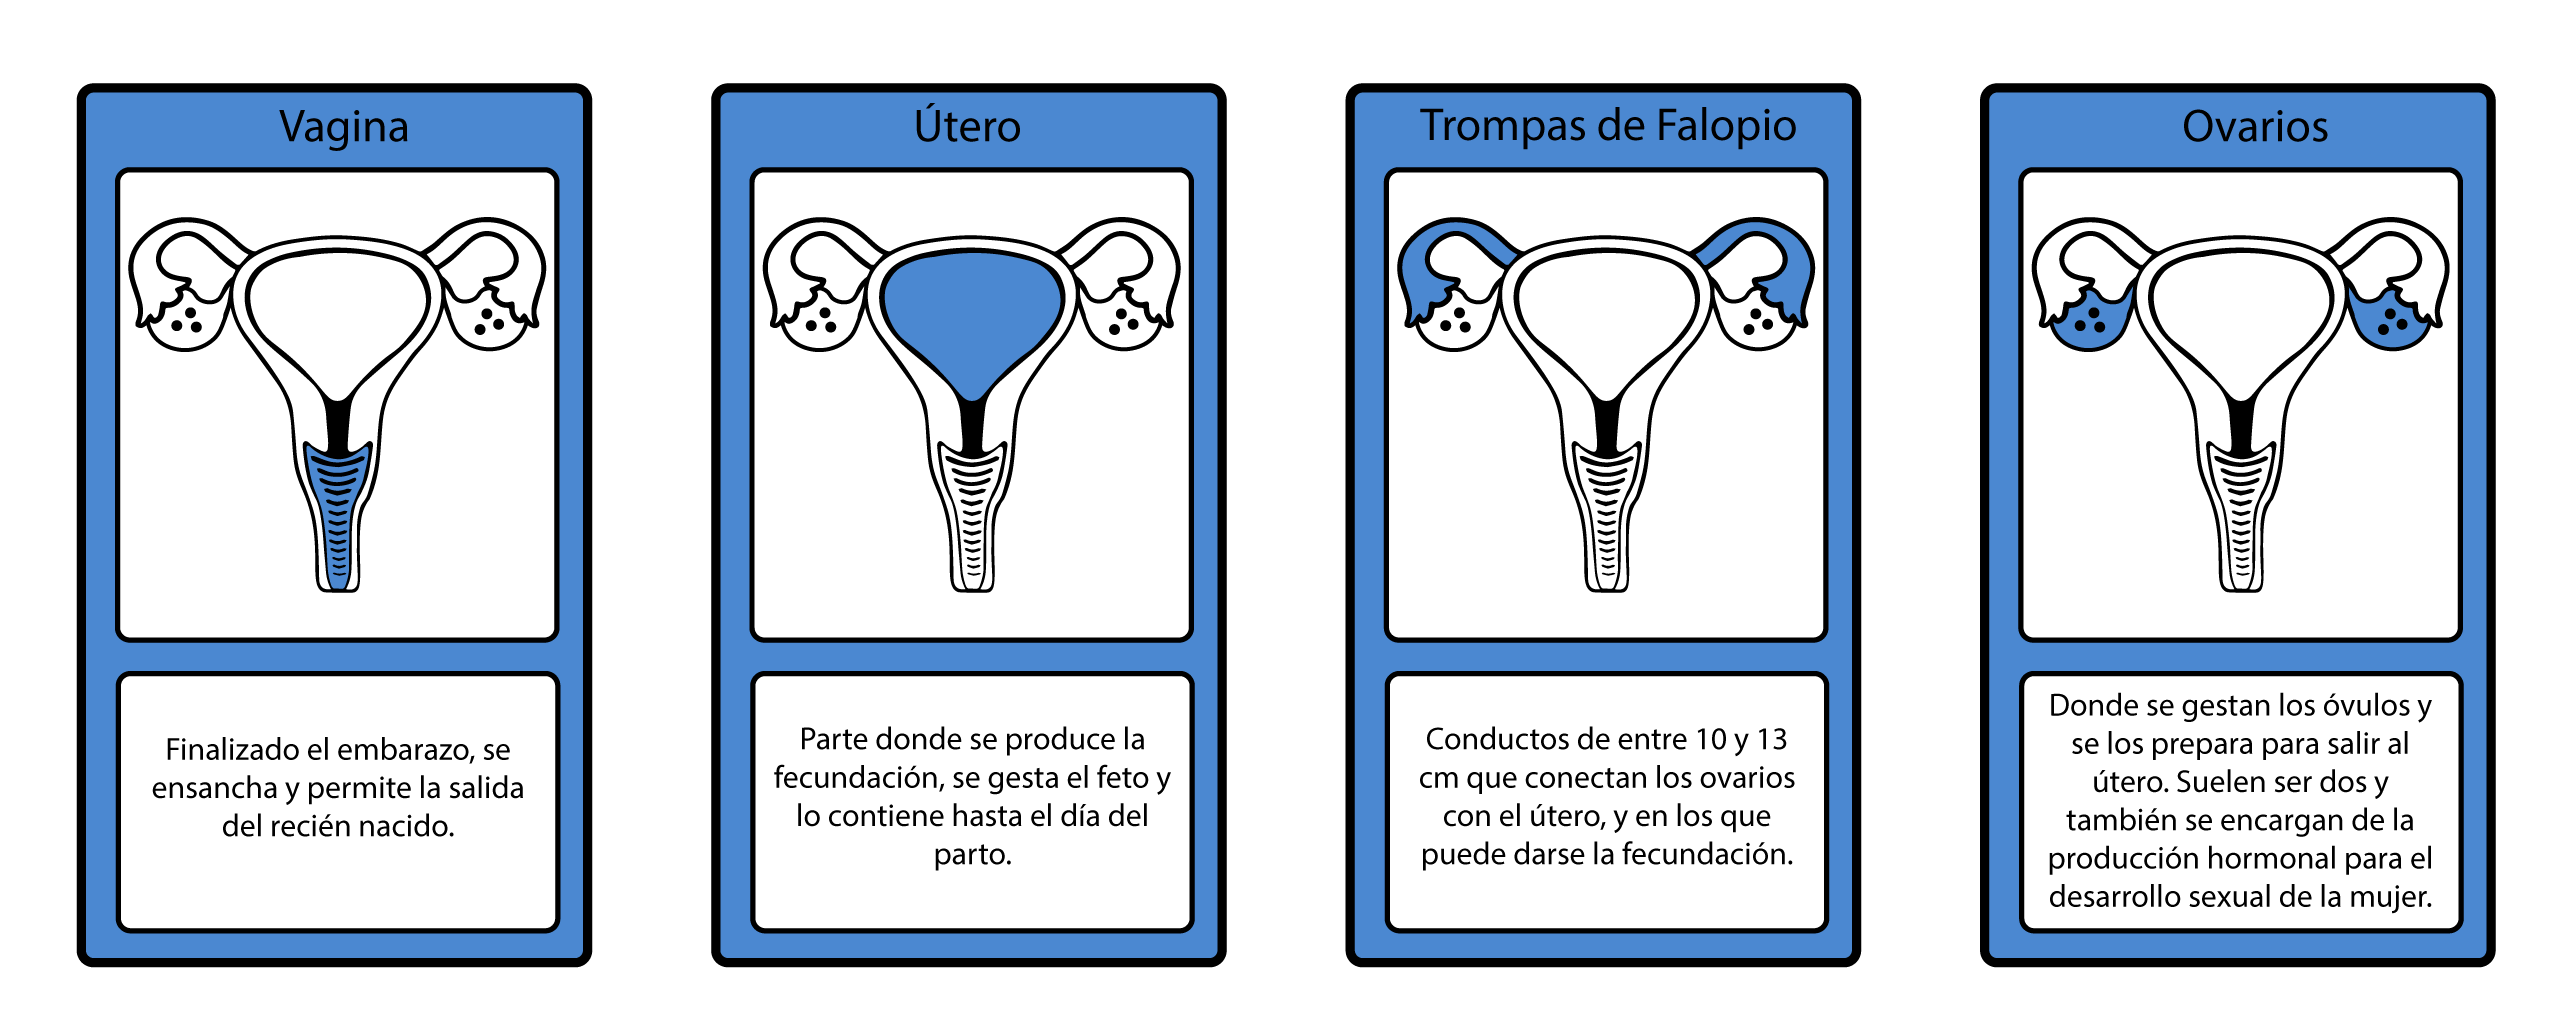 Vagina
Finalizado el embarazo, se
ensancha y permite la salida
del recién nacido.
Útero
Parte donde se produce la
fecundación, se gesta el feto y
lo contiene hasta el día del
parto.
Trompas de Falopio
Conductos de entre 10 y 13
cm que conectan los ovarios
con el útero, y en los que
puede darse la fecundación.
Ovarios
Donde se gestan los óvulos y
se los prepara para salir al
útero. Suelen ser dos y
también se encargan de la
producción hormonal para el
desarrollo sexual de la mujer.